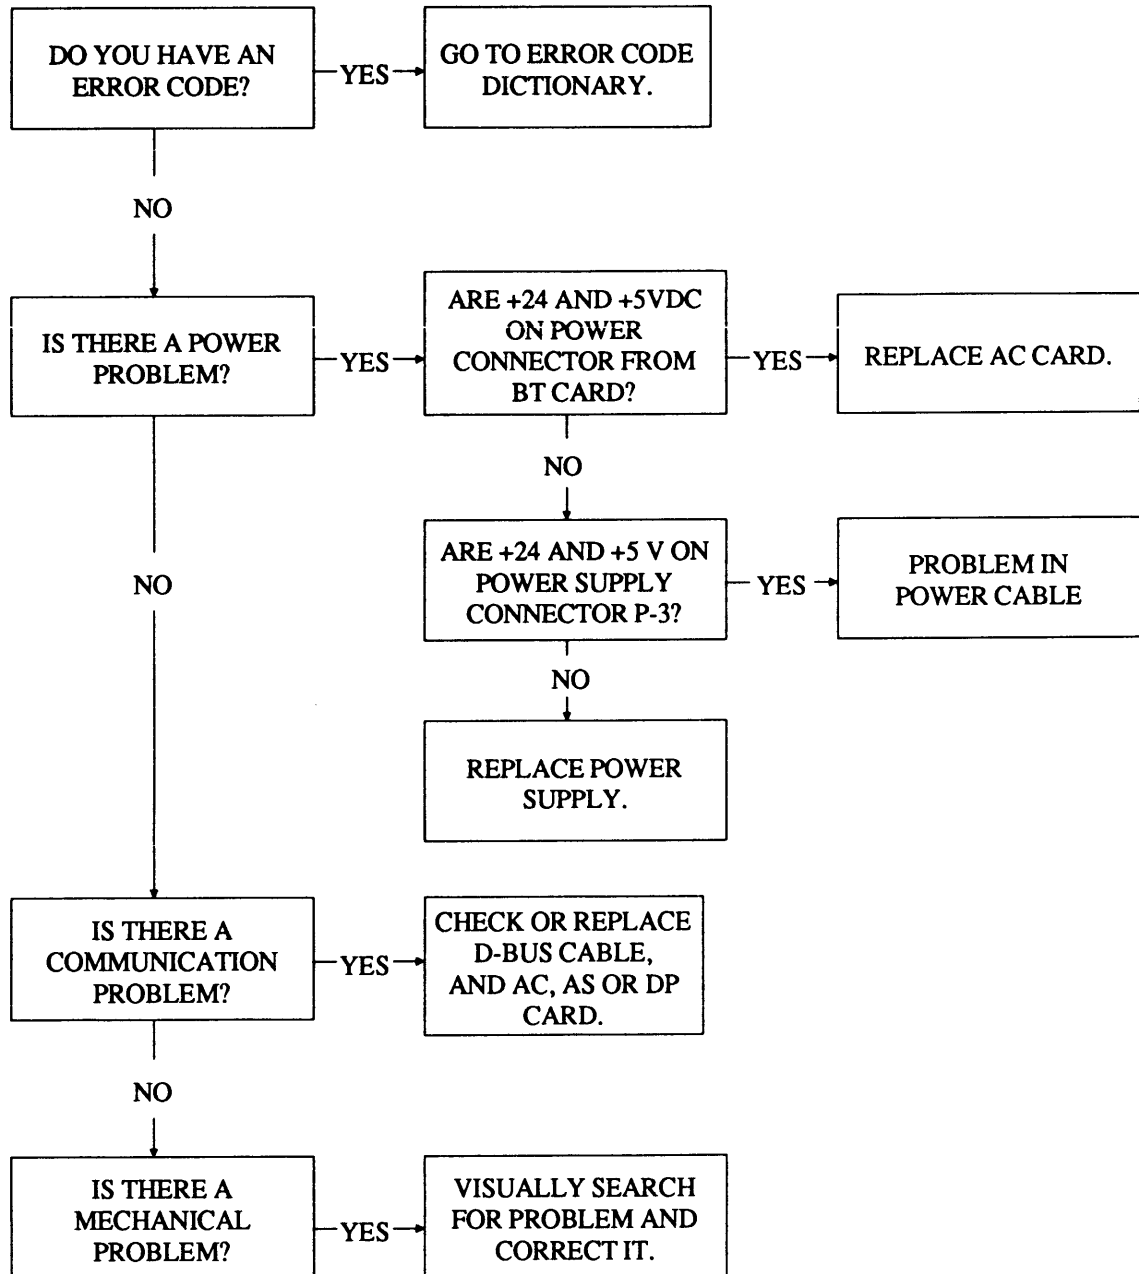 DO YOU HAVE AN
ERROR CODE?
YES
GO TO ERROR CODE
DICTIONARY.
NO
IS THERE A POWER
PROBLEM?
YES
ARE +24 AND +5VDC
ON POWER
CONNECTOR FROM
BT CARD?
YES
REPLACE AC CARD.
NO
NO
ARE +24 AND +5 V ON
POWER SUPPLY
CONNECTOR P-3?
YES
PROBLEM IN
POWER CABLE
NO
REPLACE POWER
SUPPLY.
IS THERE A
COMMUNICATION
PROBLEM?
YES
CHECK OR REPLACE
D-BUS CABLE,
AND AC, AS OR DP
CARD.
NO
IS THERE A
MECHANICAL
PROBLEM?
YES
VISUALLY SEARCH
FOR PROBLEM AND
CORRECT IT.